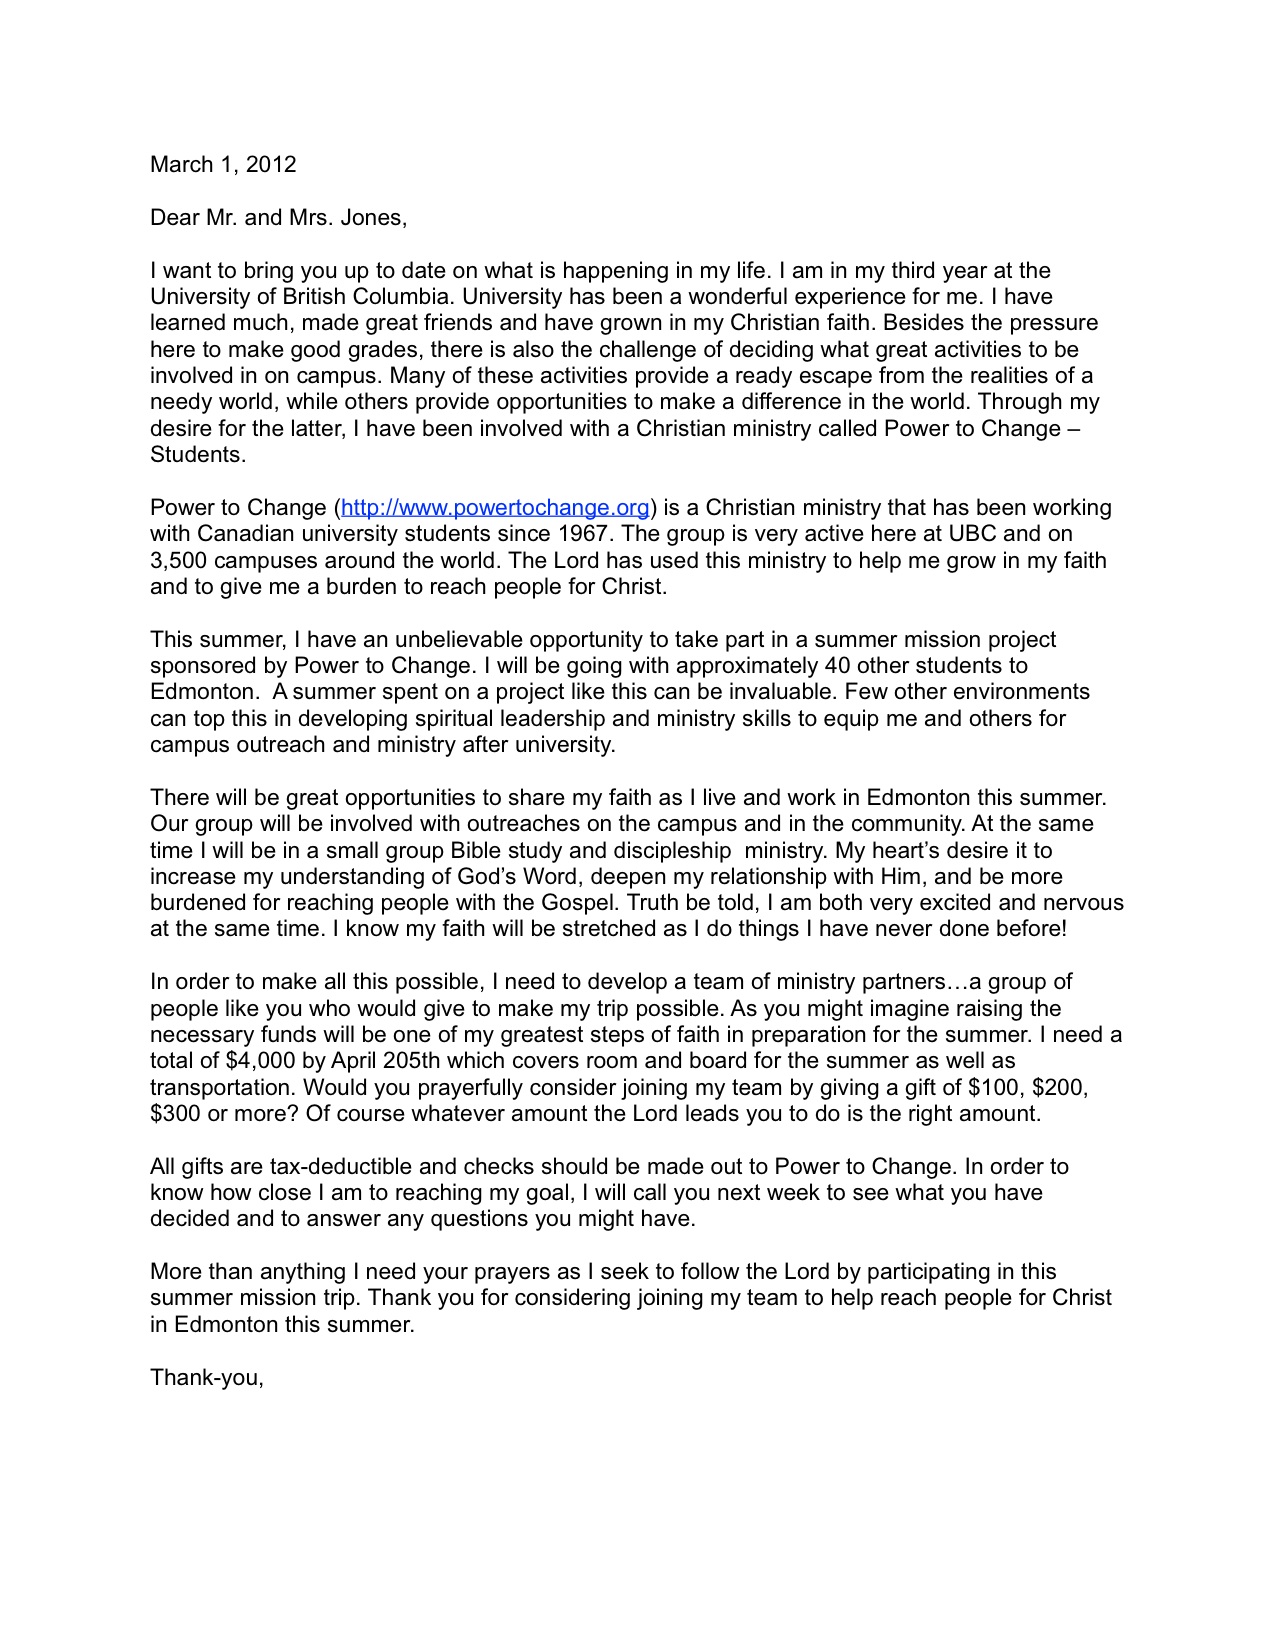 March 1, 2012
Dear Mr. and Mrs. Jones,
I want to bring you up to date on what is happening in my life. I am in my third year at the
University of British Columbia. University has been a wonderful experience for me. I have
learned much, made great friends and have grown in my Christian faith. Besides the pressure
here to make good grades, there is also the challenge of deciding what great activities to be
involved in on campus. Many of these activities provide a ready escape from the realities of a
needy world, while others provide opportunities to make a difference in the world. Through my
desire for the latter, I have been involved with a Christian ministry called Power to Change –
Students.
Power to Change (http://www.powertochange.org) is a Christian ministry that has been working
with Canadian university students since 1967. The group is very active here at UBC and on
3,500 campuses around the world. The Lord has used this ministry to help me grow in my faith
and to give me a burden to reach people for Christ.
This summer, I have an unbelievable opportunity to take part in a summer mission project
sponsored by Power to Change. I will be going with approximately 40 other students to
Edmonton.  A summer spent on a project like this can be invaluable. Few other environments
can top this in developing spiritual leadership and ministry skills to equip me and others for
campus outreach and ministry after university.
There will be great opportunities to share my faith as I live and work in Edmonton this summer.
Our group will be involved with outreaches on the campus and in the community. At the same
time I will be in a small group Bible study and discipleship  ministry. My heart’s desire it to
increase my understanding of God’s Word, deepen my relationship with Him, and be more
burdened for reaching people with the Gospel. Truth be told, I am both very excited and nervous
at the same time. I know my faith will be stretched as I do things I have never done before!
In order to make all this possible, I need to develop a team of ministry partners…a group of
people like you who would give to make my trip possible. As you might imagine raising the
necessary funds will be one of my greatest steps of faith in preparation for the summer. I need a
total of $4,000 by April 205th which covers room and board for the summer as well as
transportation. Would you prayerfully consider joining my team by giving a gift of $100, $200,
$300 or more? Of course whatever amount the Lord leads you to do is the right amount.
All gifts are tax-deductible and checks should be made out to Power to Change. In order to
know how close I am to reaching my goal, I will call you next week to see what you have
decided and to answer any questions you might have.
More than anything I need your prayers as I seek to follow the Lord by participating in this
summer mission trip. Thank you for considering joining my team to help reach people for Christ
in Edmonton this summer.
Thank-you,